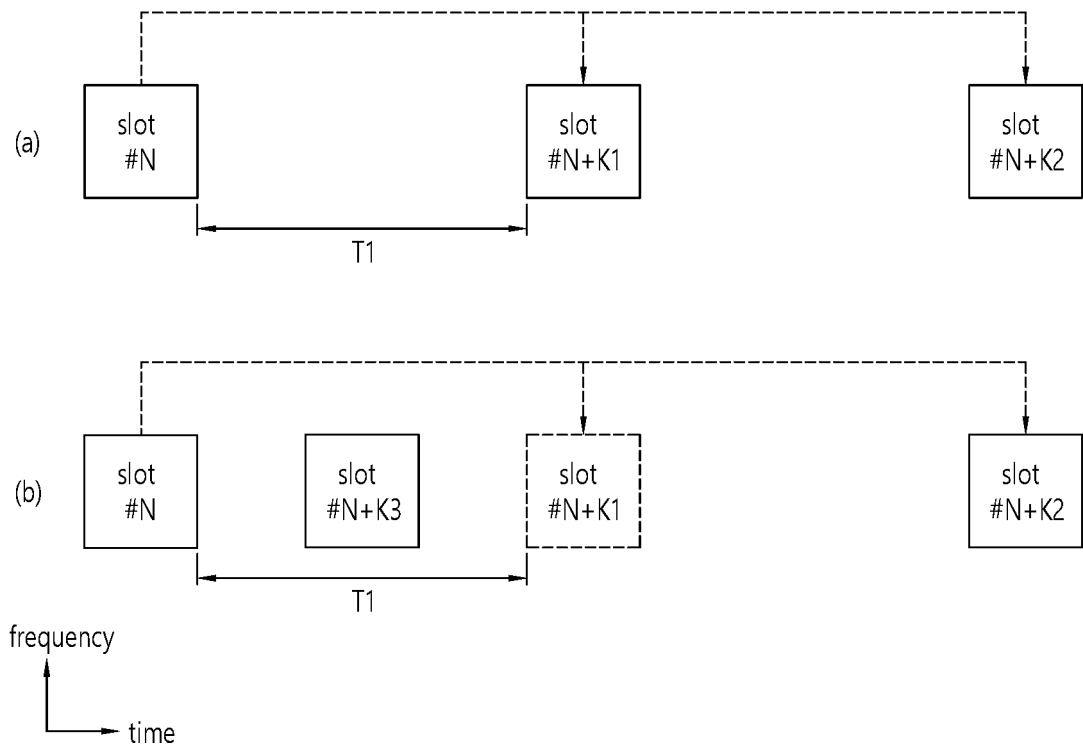 (a)
slot
#N
slot
#N+K1
slot
#N+K2
T1
(b)
slot
#N
slot
#N+K3
slot
#N+K1
slot
#N+K2
T1
frequency
time